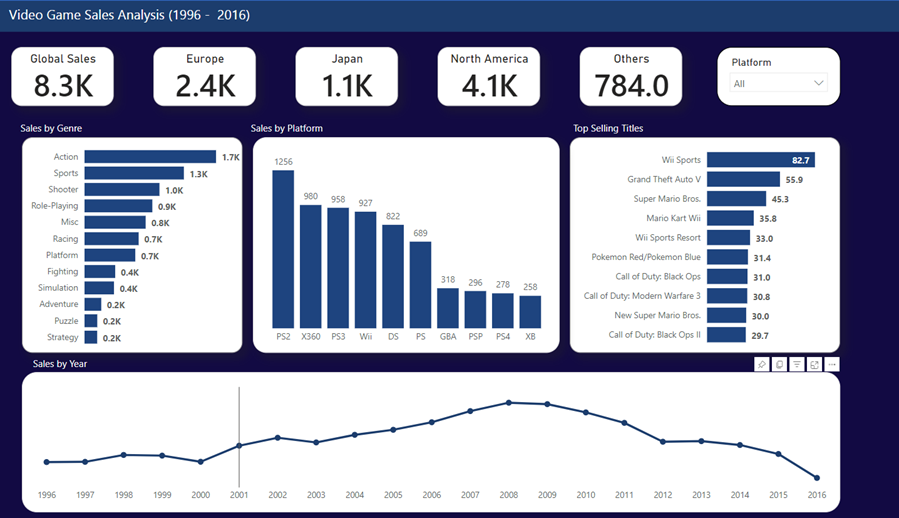 Video Game Sales Analysis (1996 - 2016)
Global Sales
8.3K
Europe
2.4K
Japan
1.1K
North America
4.1K
Others
784.0
Platform
All
Sales by Genre
Action 1.7K
Sports 1.3K
Shooter 1.0K
Role-Playing 0.9K
Misc 0.8K
Racing 0.7K
Platform 0.7K
Fighting 0.4K
Simulation 0.4K
Adventure 0.2K
Puzzle 0.2K
Strategy 0.2K
Sales by Platform
1256 980 958 927 822 689 318 296 278 258
PS2 X360 PS3 Wii DS PS GBA PSP PS4 XB
Top Selling Titles
Wii Sports 82.7
Grand Theft Auto V 55.9
Super Mario Bros. 45.3
Mario Kart Wii 35.8
Wii Sports Resort 33.0
Pokemon Red/Pokemon Blue 31.4
Call of Duty: Black Ops 31.0
Call of Duty: Modern Warfare 3 30.8
New Super Mario Bros. 30.0
Call of Duty: Black Ops II 29.7
Sales by Year
1996 1997 1998 1999 2000 2001 2002 2003 2004 2005 2006 2007 2008 2009 2010 2011 2012 2013 2014 2015 2016